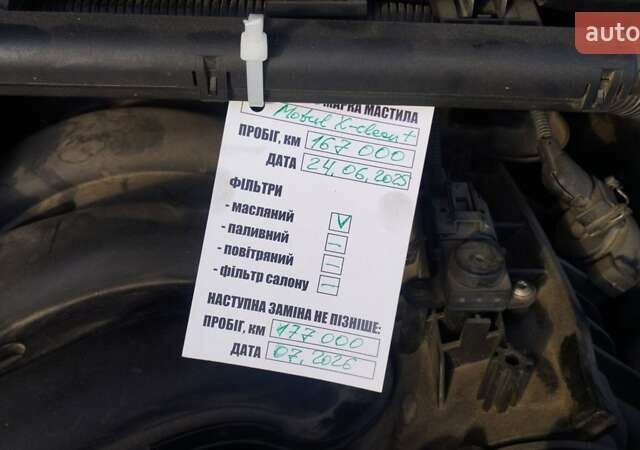 auto
МАРКА МАСТИЛА
Motul X-clean +
ПРОБІГ, КМ 167 000
ДАТА 24.06.2025
ФІЛЬТРИ
- масляний V
- паливний —
- повітряний —
- фільтр салону —
НАСТУПНА ЗАМІНА НЕ ПІЗНІШЕ:
ПРОБІГ, КМ 177 000
ДАТА 07.2026